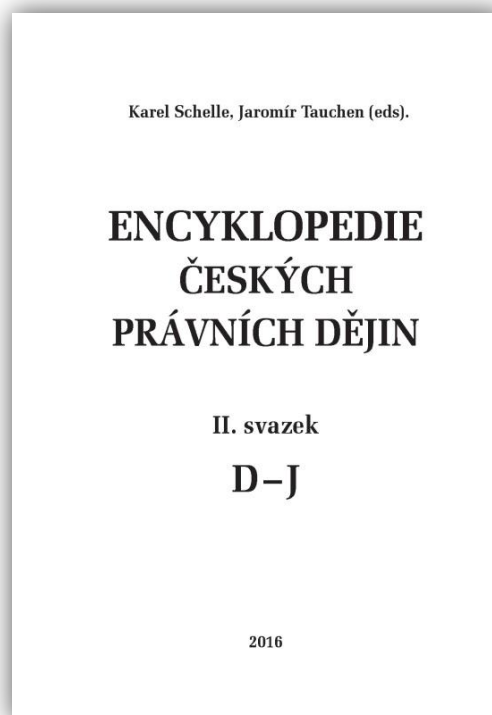 Karel Schelle, Jaromír Tauchen (eds).
ENCYKLOPEDIE
ČESKÝCH
PRÁVNÍCH DĚJIN
II. svazek
D–J
2016